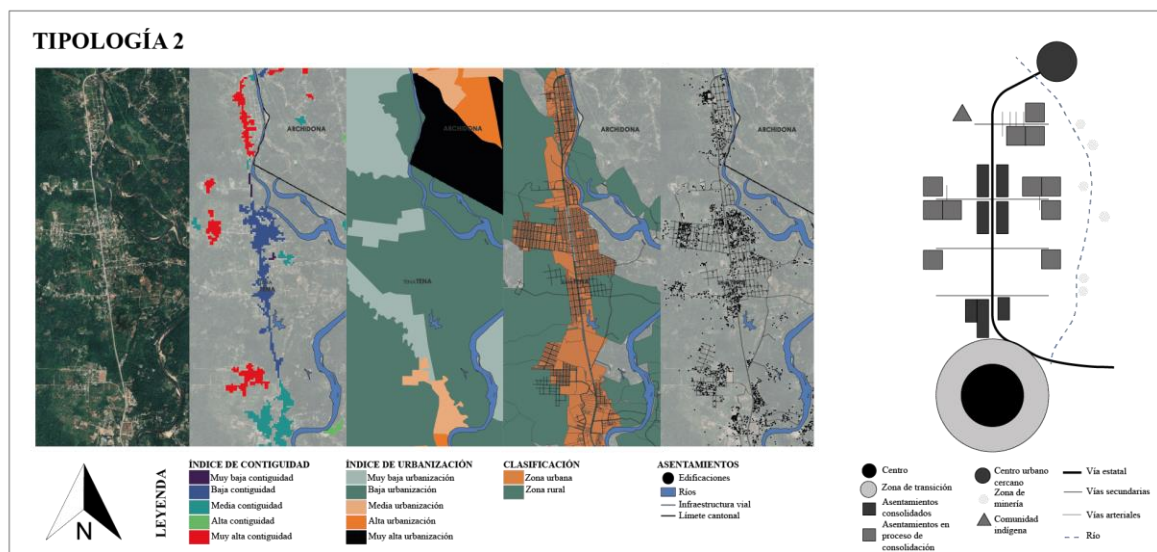 TIPOLOGÍA 2
ARCHIDONA
ARCHIDONA
ARCHIDONA
ARCHIDONA
TENA
LEYENDA
N
ÍNDICE DE CONTIGUIDAD
Muy baja contiguidad
Baja contiguidad
Media contiguidad
Alta contiguidad
Muy alta contiguidad
ÍNDICE DE URBANIZACIÓN
Muy baja urbanización
Baja urbanización
Media urbanización
Alta urbanización
Muy alta urbanización
CLASIFICACIÓN
Zona urbana
Zona rural
ASENTAMIENTOS
Edificaciones
Ríos
Infraestructura vial
Límete cantonal
Centro
Zona de transición
Asentamientos
consolidados
Asentamientos en
proceso de
consolidación
Centro urbano
cercano
Zona de
minería
Comunidad
indígena
Vía estatal
Vías secundarias
Vías arteriales
Río